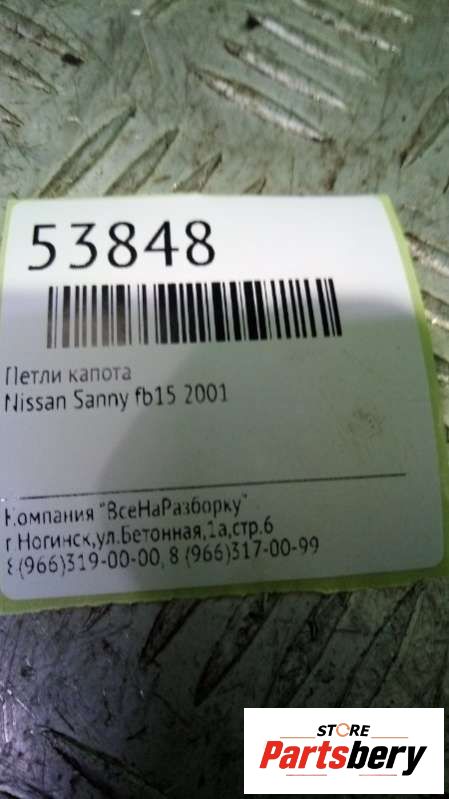 53848
Петли капота
Nissan Sanny fb15 2001
Компания "ВсеНаРазборку"
г.Ногинск,ул.Бетонная,1а,стр.6
8(966)319-00-00, 8 (966)317-00-99
STORE
Partsbery